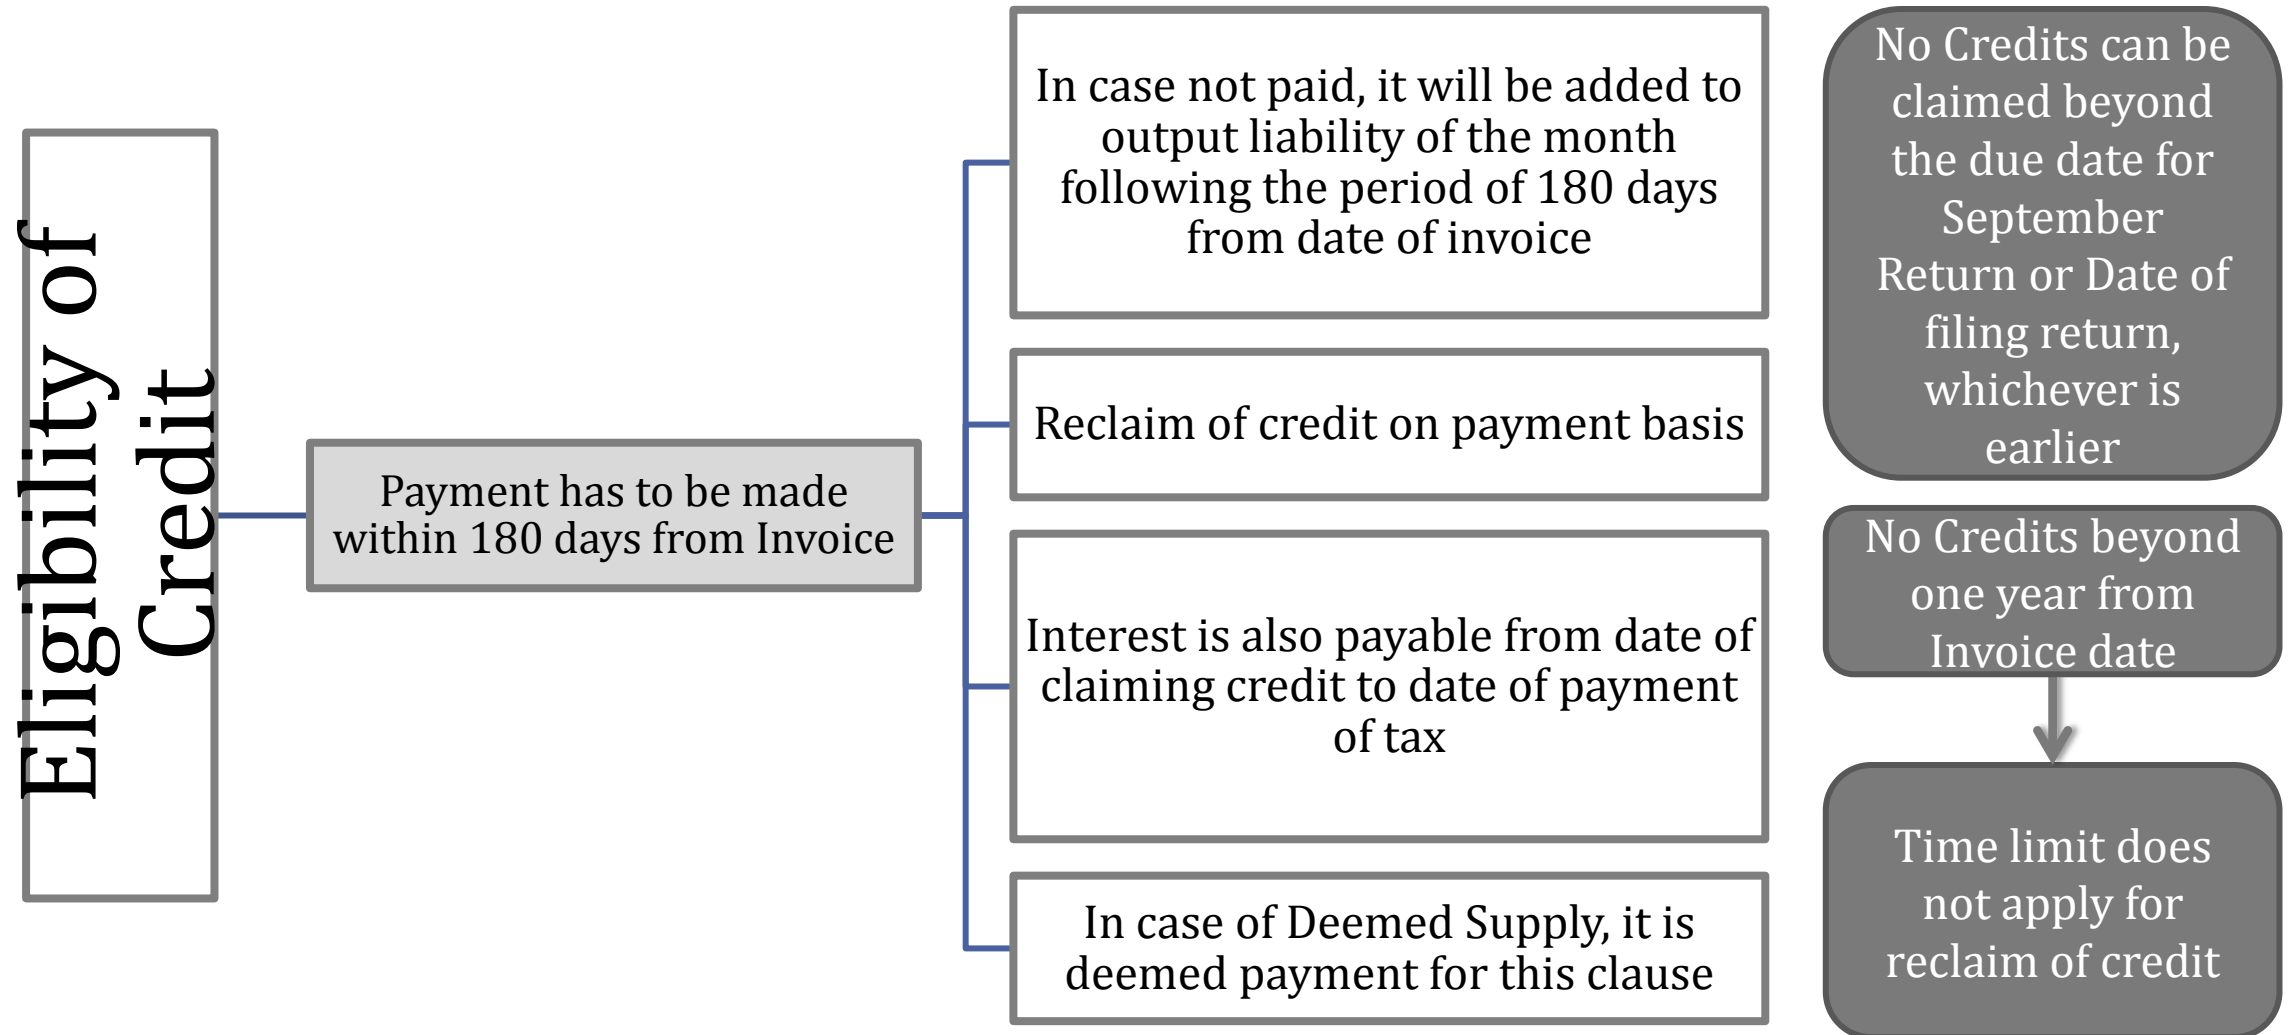 Eligibility of
Credit
Payment has to be made
within 180 days from Invoice
In case not paid, it will be added to
output liability of the month
following the period of 180 days
from date of invoice
Reclaim of credit on payment basis
Interest is also payable from date of
claiming credit to date of payment
of tax
In case of Deemed Supply, it is
deemed payment for this clause
No Credits can be
claimed beyond
the due date for
September
Return or Date of
filing return,
whichever is
earlier
No Credits beyond
one year from
Invoice date
Time limit does
not apply for
reclaim of credit